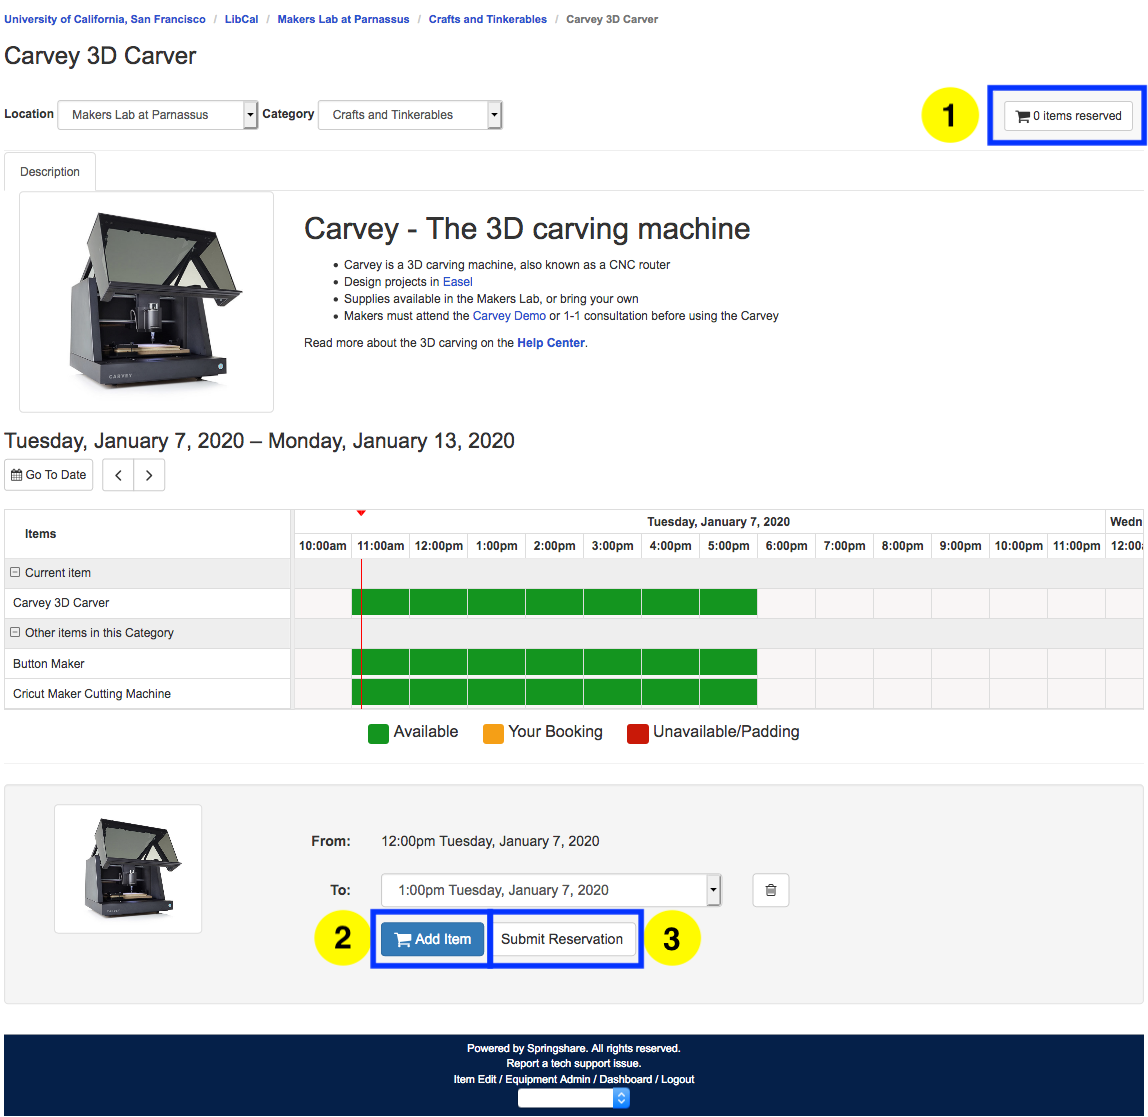 University of California, San Francisco / LibCal / Makers Lab at Parnassus / Crafts and Tinkerables / Carvey 3D Carver
Carvey 3D Carver
Location Makers Lab at Parnassus Category Crafts and Tinkerables
1 0 items reserved
Description
Carvey - The 3D carving machine
Carvey is a 3D carving machine, also known as a CNC router
Design projects in Easel
Supplies available in the Makers Lab, or bring your own
Makers must attend the Carvey Demo or 1-1 consultation before using the Carvey
Read more about the 3D carving on the Help Center.
CARVEY
Tuesday, January 7, 2020 – Monday, January 13, 2020
Go To Date
Items
Tuesday, January 7, 2020 Wedn
10:00am 11:00am 12:00pm 1:00pm 2:00pm 3:00pm 4:00pm 5:00pm 6:00pm 7:00pm 8:00pm 9:00pm 10:00pm 11:00pm 12:00
Current item
Carvey 3D Carver
Other items in this Category
Button Maker
Cricut Maker Cutting Machine
Available Your Booking Unavailable/Padding
From: 12:00pm Tuesday, January 7, 2020
To: 1:00pm Tuesday, January 7, 2020
CARVEY
2 Add Item Submit Reservation 3
Powered by Springshare. All rights reserved.
Report a tech support issue.
Item Edit / Equipment Admin / Dashboard / Logout